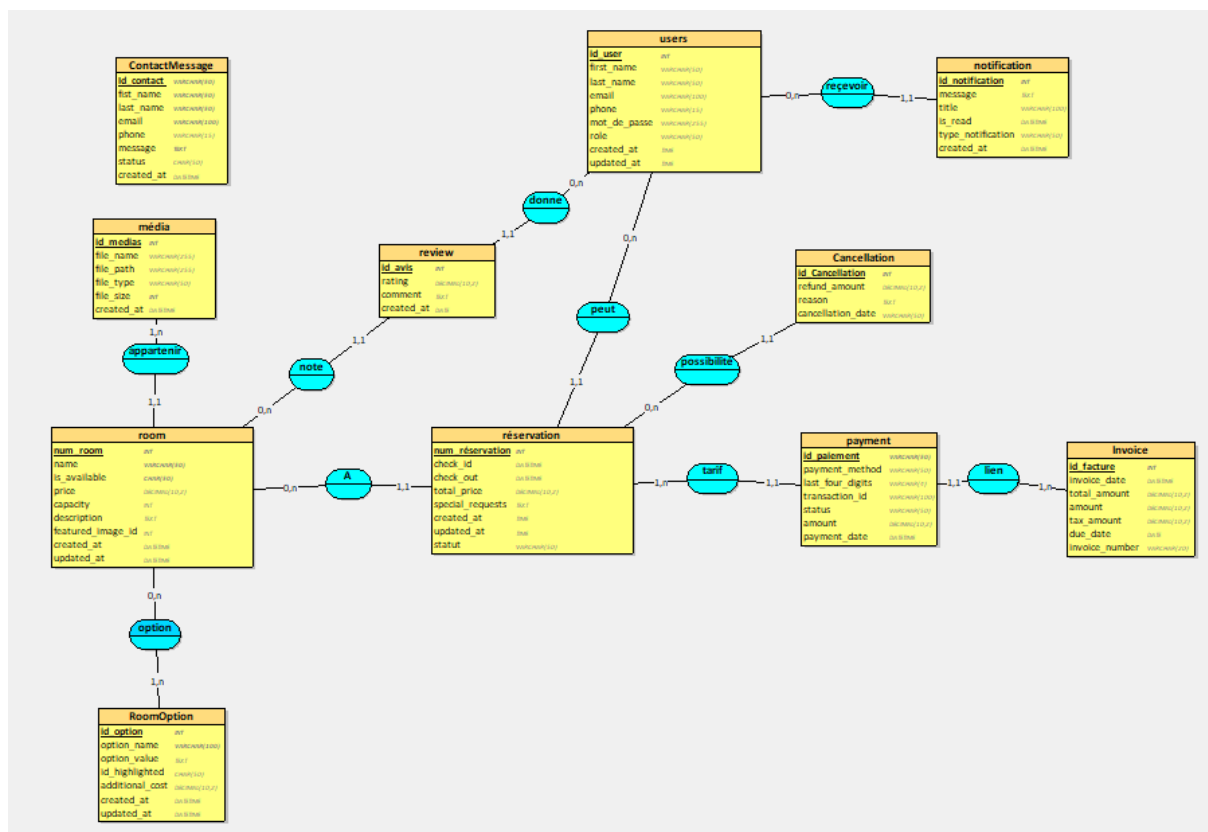 users
id_user INT
first_name VARCHAR(50)
last_name VARCHAR(50)
email VARCHAR(100)
phone VARCHAR(15)
mot_de_passe VARCHAR(255)
role VARCHAR(50)
created_at TIME
updated_at TIME
ContactMessage
id_contact VARCHAR(50)
fist_name VARCHAR(50)
last_name VARCHAR(50)
email VARCHAR(100)
phone VARCHAR(15)
message TEXT
status CHAR(50)
created_at DATETIME
notification
id_notification INT
message TEXT
title VARCHAR(100)
is_read DATETIME
type_notification VARCHAR(50)
created_at DATETIME
0,n
reçevoir
1,1
0,n
donne
1,1
média
id_medias INT
file_name VARCHAR(255)
file_path VARCHAR(255)
file_type VARCHAR(50)
file_size INT
created_at DATETIME
review
id_avis INT
rating DECIMAL(10,2)
comment TEXT
created_at DATE
0,n
peut
1,1
Cancellation
id_Cancellation INT
refund_amount DECIMAL(10,2)
reason TEXT
cancellation_date VARCHAR(50)
1,n
appartenir
1,1
1,1
note
0,n
1,1
possibilité
0,n
room
num_room INT
name VARCHAR(50)
is_available CHAR(50)
price DECIMAL(10,2)
capacity INT
description TEXT
featured_image_id INT
created_at DATETIME
updated_at DATETIME
0,n
A
1,1
réservation
num_réservation INT
check_id DATETIME
check_out DATETIME
total_price DECIMAL(10,2)
special_requests TEXT
created_at TIME
updated_at TIME
statut VARCHAR(50)
1,n
tarif
1,1
payment
id_paiement VARCHAR(50)
payment_method VARCHAR(50)
last_four_digits
transaction_id VARCHAR(100)
status VARCHAR(50)
amount DECIMAL(10,2)
payment_date DATETIME
1,1
lien
1,n
Invoice
id_facture INT
invoice_date DATETIME
total_amount DECIMAL(10,2)
amount DECIMAL(10,2)
tax_amount DECIMAL(10,2)
due_date DATE
invoice_number VARCHAR(20)
0,n
option
1,n
RoomOption
id_option INT
option_name VARCHAR(100)
option_value TEXT
id_highlighted CHAR(50)
additional_cost DECIMAL(10,2)
created_at DATETIME
updated_at DATETIME